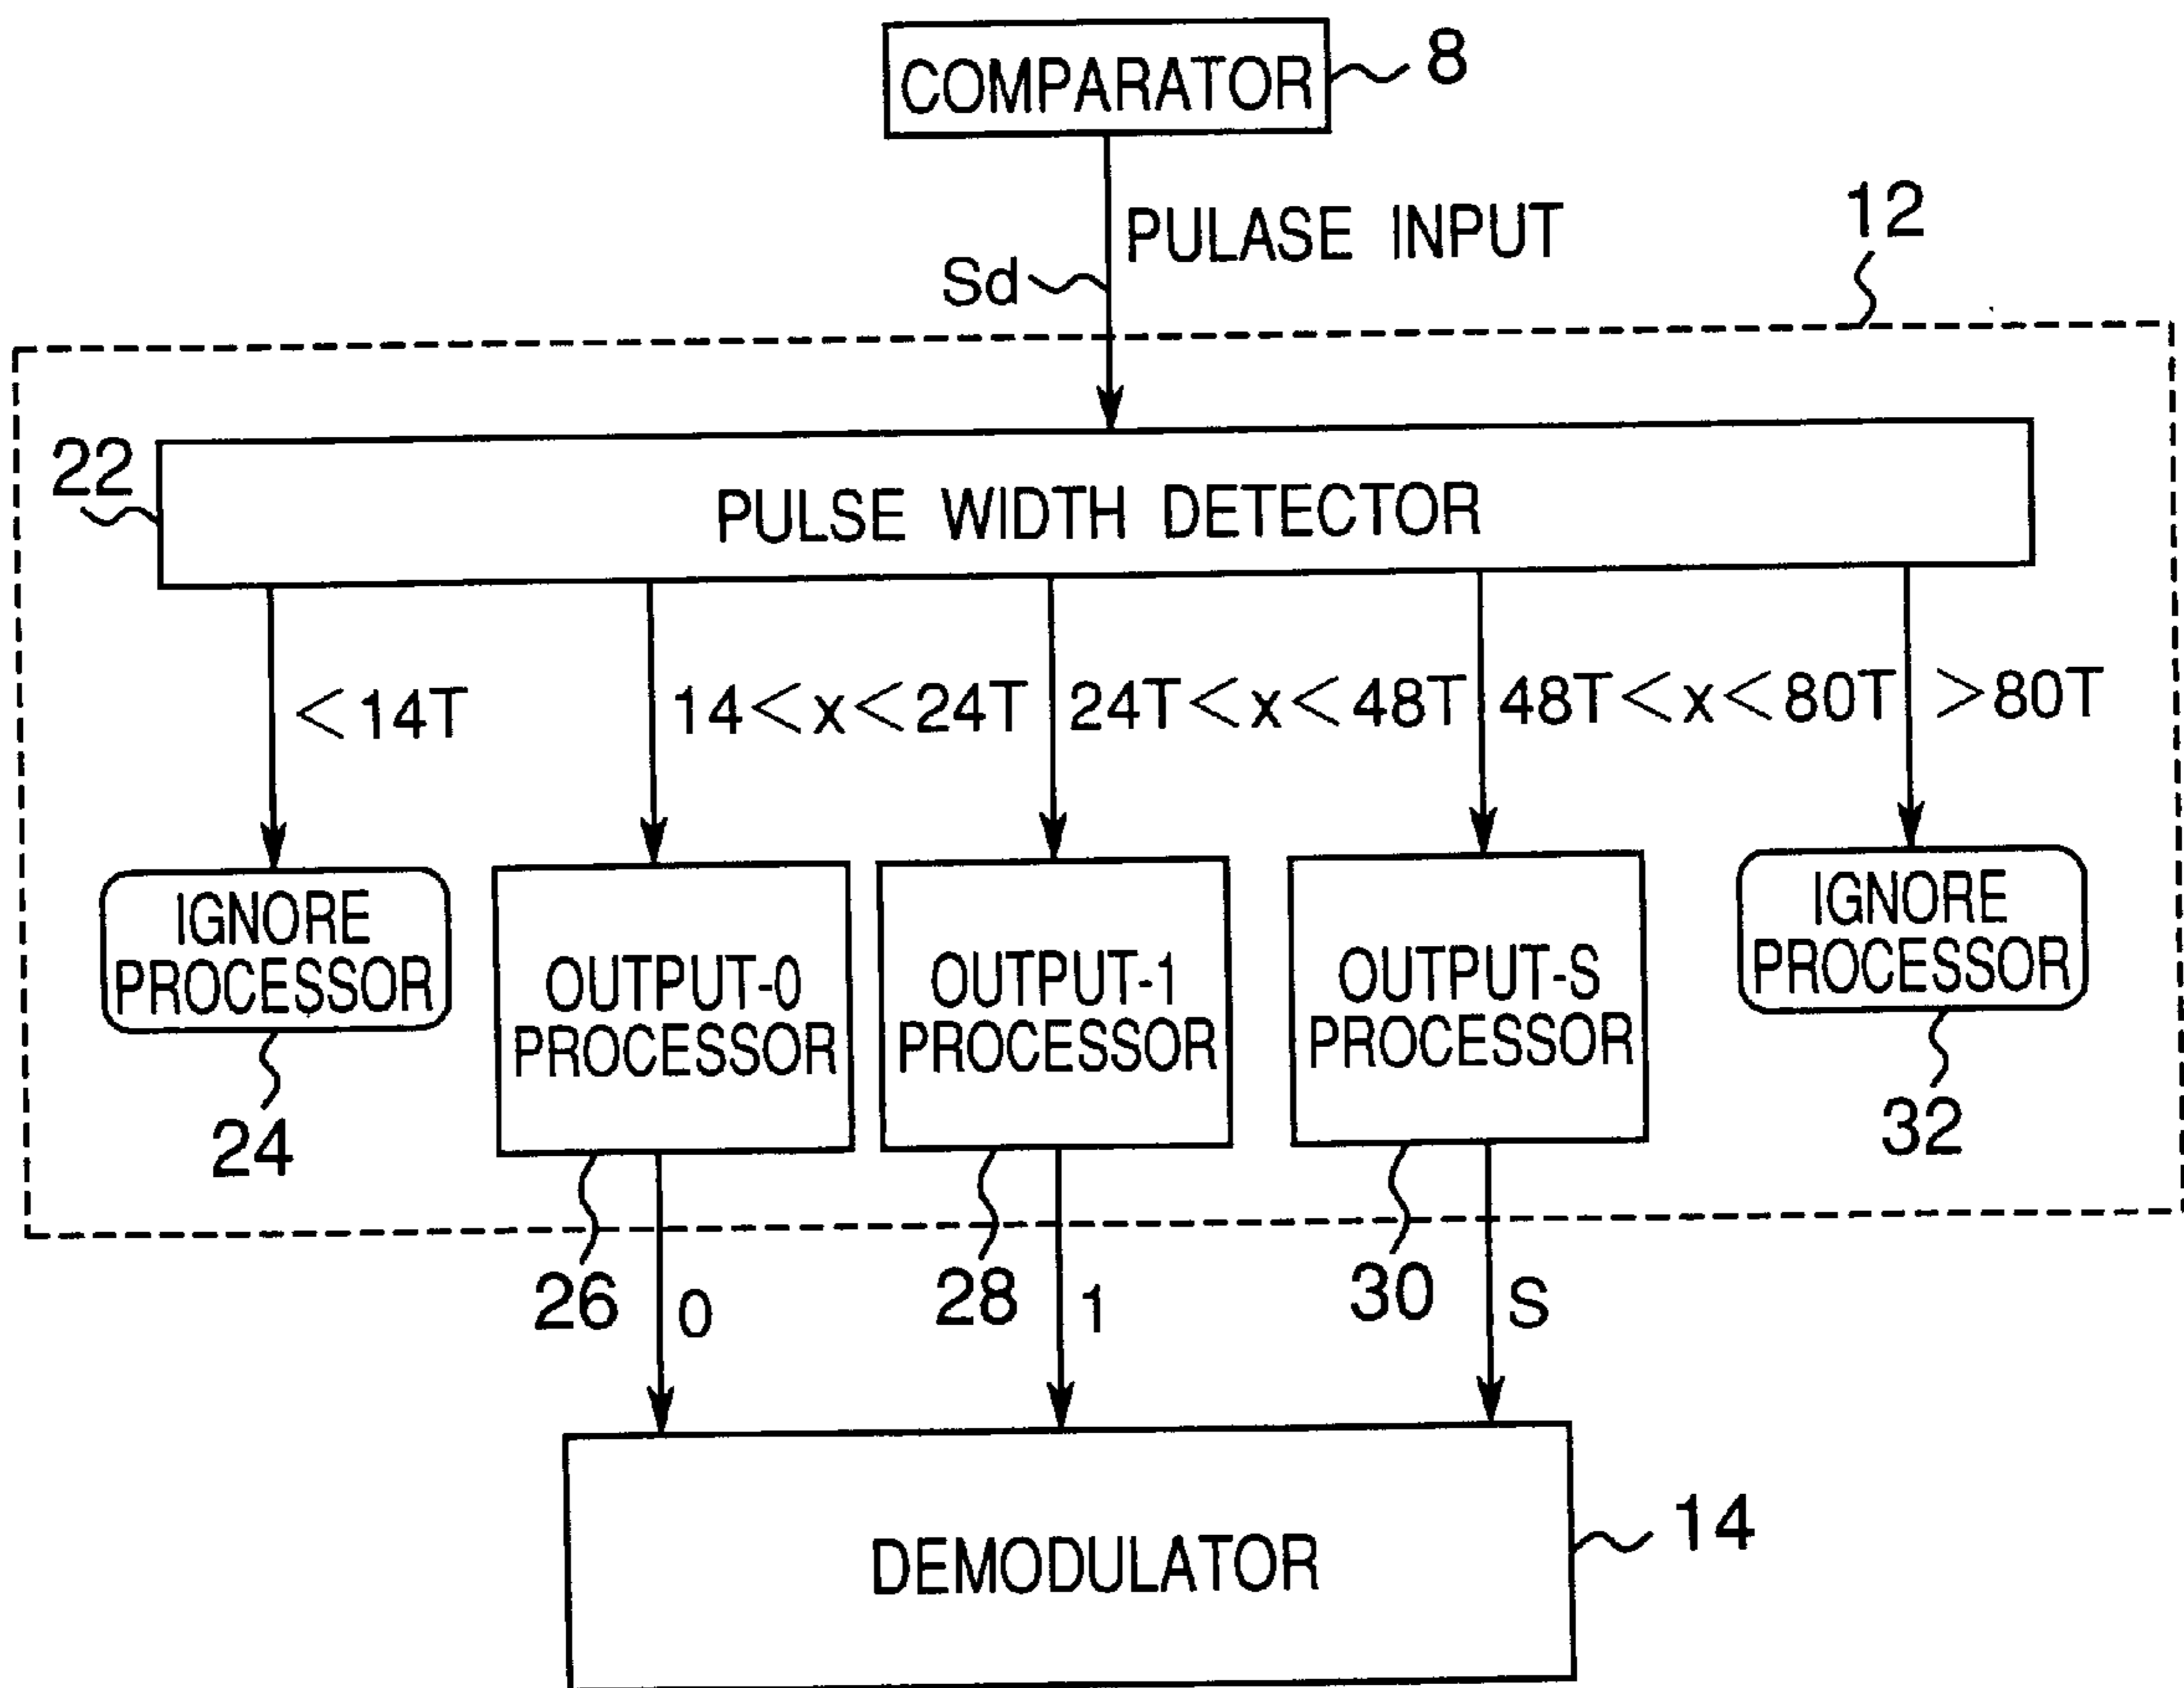 COMPARATOR
8
PULASE INPUT
Sd
12
22
PULSE WIDTH DETECTOR
<14T
14<x<24T
24T<x<48T
48T<x<80T
>80T
IGNORE
PROCESSOR
OUTPUT-0
PROCESSOR
OUTPUT-1
PROCESSOR
OUTPUT-S
PROCESSOR
IGNORE
PROCESSOR
24
26
0
28
1
30
S
32
DEMODULATOR
14